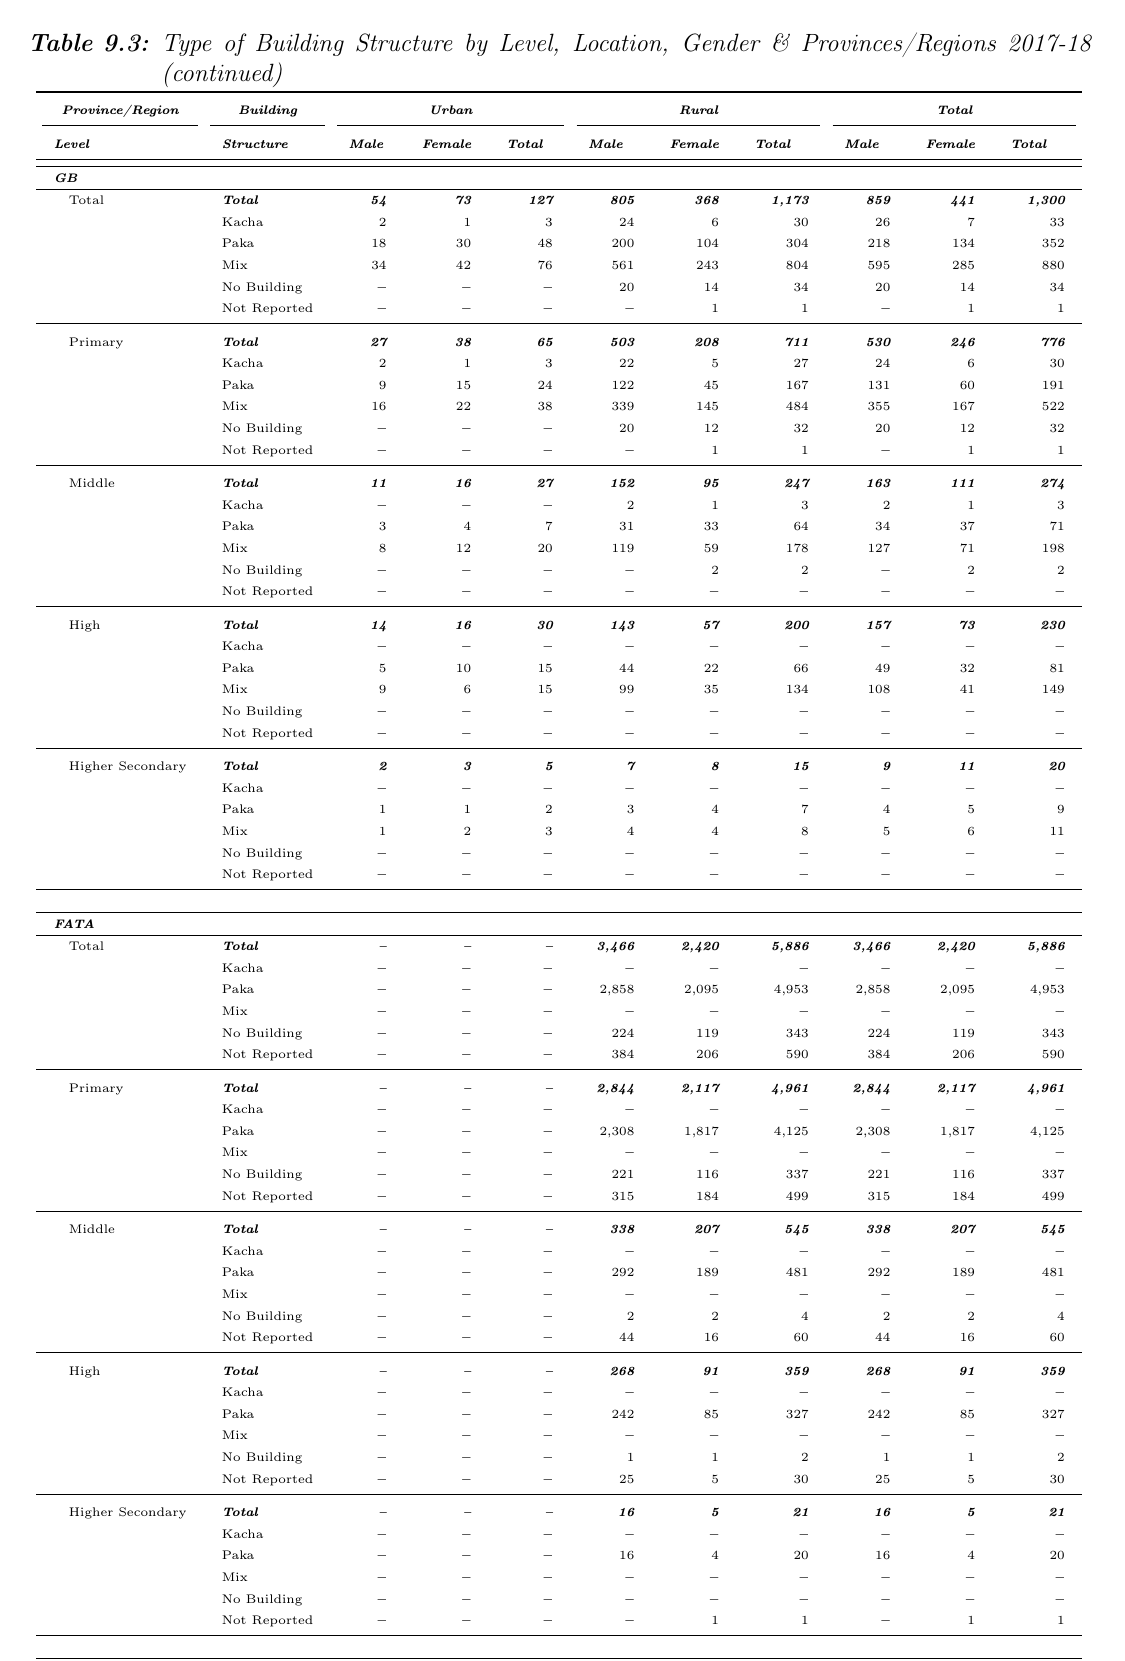 Table 9.3: Type of Building Structure by Level, Location, Gender & Provinces/Regions 2017-18
(continued)
Province/Region Building Urban Rural Total
Level Structure Male Female Total Male Female Total Male Female Total
GB
Total Total 54 73 127 805 368 1,173 859 441 1,300
Kacha 2 1 3 24 6 30 26 7 33
Paka 18 30 48 200 104 304 218 134 352
Mix 34 42 76 561 243 804 595 285 880
No Building – – – 20 14 34 20 14 34
Not Reported – – – – 1 1 – 1 1
Primary Total 27 38 65 503 208 711 530 246 776
Kacha 2 1 3 22 5 27 24 6 30
Paka 9 15 24 122 45 167 131 60 191
Mix 16 22 38 339 145 484 355 167 522
No Building – – – 20 12 32 20 12 32
Not Reported – – – – 1 1 – 1 1
Middle Total 11 16 27 152 95 247 163 111 274
Kacha – – – 2 1 3 2 1 3
Paka 3 4 7 31 33 64 34 37 71
Mix 8 12 20 119 59 178 127 71 198
No Building – – – – 2 2 – 2 2
Not Reported – – – – – – – – –
High Total 14 16 30 143 57 200 157 73 230
Kacha – – – – – – – – –
Paka 5 10 15 44 22 66 49 32 81
Mix 9 6 15 99 35 134 108 41 149
No Building – – – – – – – – –
Not Reported – – – – – – – – –
Higher Secondary Total 2 3 5 7 8 15 9 11 20
Kacha – – – – – – – – –
Paka 1 1 2 3 4 7 4 5 9
Mix 1 2 3 4 4 8 5 6 11
No Building – – – – – – – – –
Not Reported – – – – – – – – –
FATA
Total Total – – – 3,466 2,420 5,886 3,466 2,420 5,886
Kacha – – – – – – – – –
Paka – – – 2,858 2,095 4,953 2,858 2,095 4,953
Mix – – – – – – – – –
No Building – – – 224 119 343 224 119 343
Not Reported – – – 384 206 590 384 206 590
Primary Total – – – 2,844 2,117 4,961 2,844 2,117 4,961
Kacha – – – – – – – – –
Paka – – – 2,308 1,817 4,125 2,308 1,817 4,125
Mix – – – – – – – – –
No Building – – – 221 116 337 221 116 337
Not Reported – – – 315 184 499 315 184 499
Middle Total – – – 338 207 545 338 207 545
Kacha – – – – – – – – –
Paka – – – 292 189 481 292 189 481
Mix – – – – – – – – –
No Building – – – 2 2 4 2 2 4
Not Reported – – – 44 16 60 44 16 60
High Total – – – 268 91 359 268 91 359
Kacha – – – – – – – – –
Paka – – – 242 85 327 242 85 327
Mix – – – – – – – – –
No Building – – – 1 1 2 1 1 2
Not Reported – – – 25 5 30 25 5 30
Higher Secondary Total – – – 16 5 21 16 5 21
Kacha – – – – – – – – –
Paka – – – 16 4 20 16 4 20
Mix – – – – – – – – –
No Building – – – – – – – – –
Not Reported – – – – 1 1 – 1 1